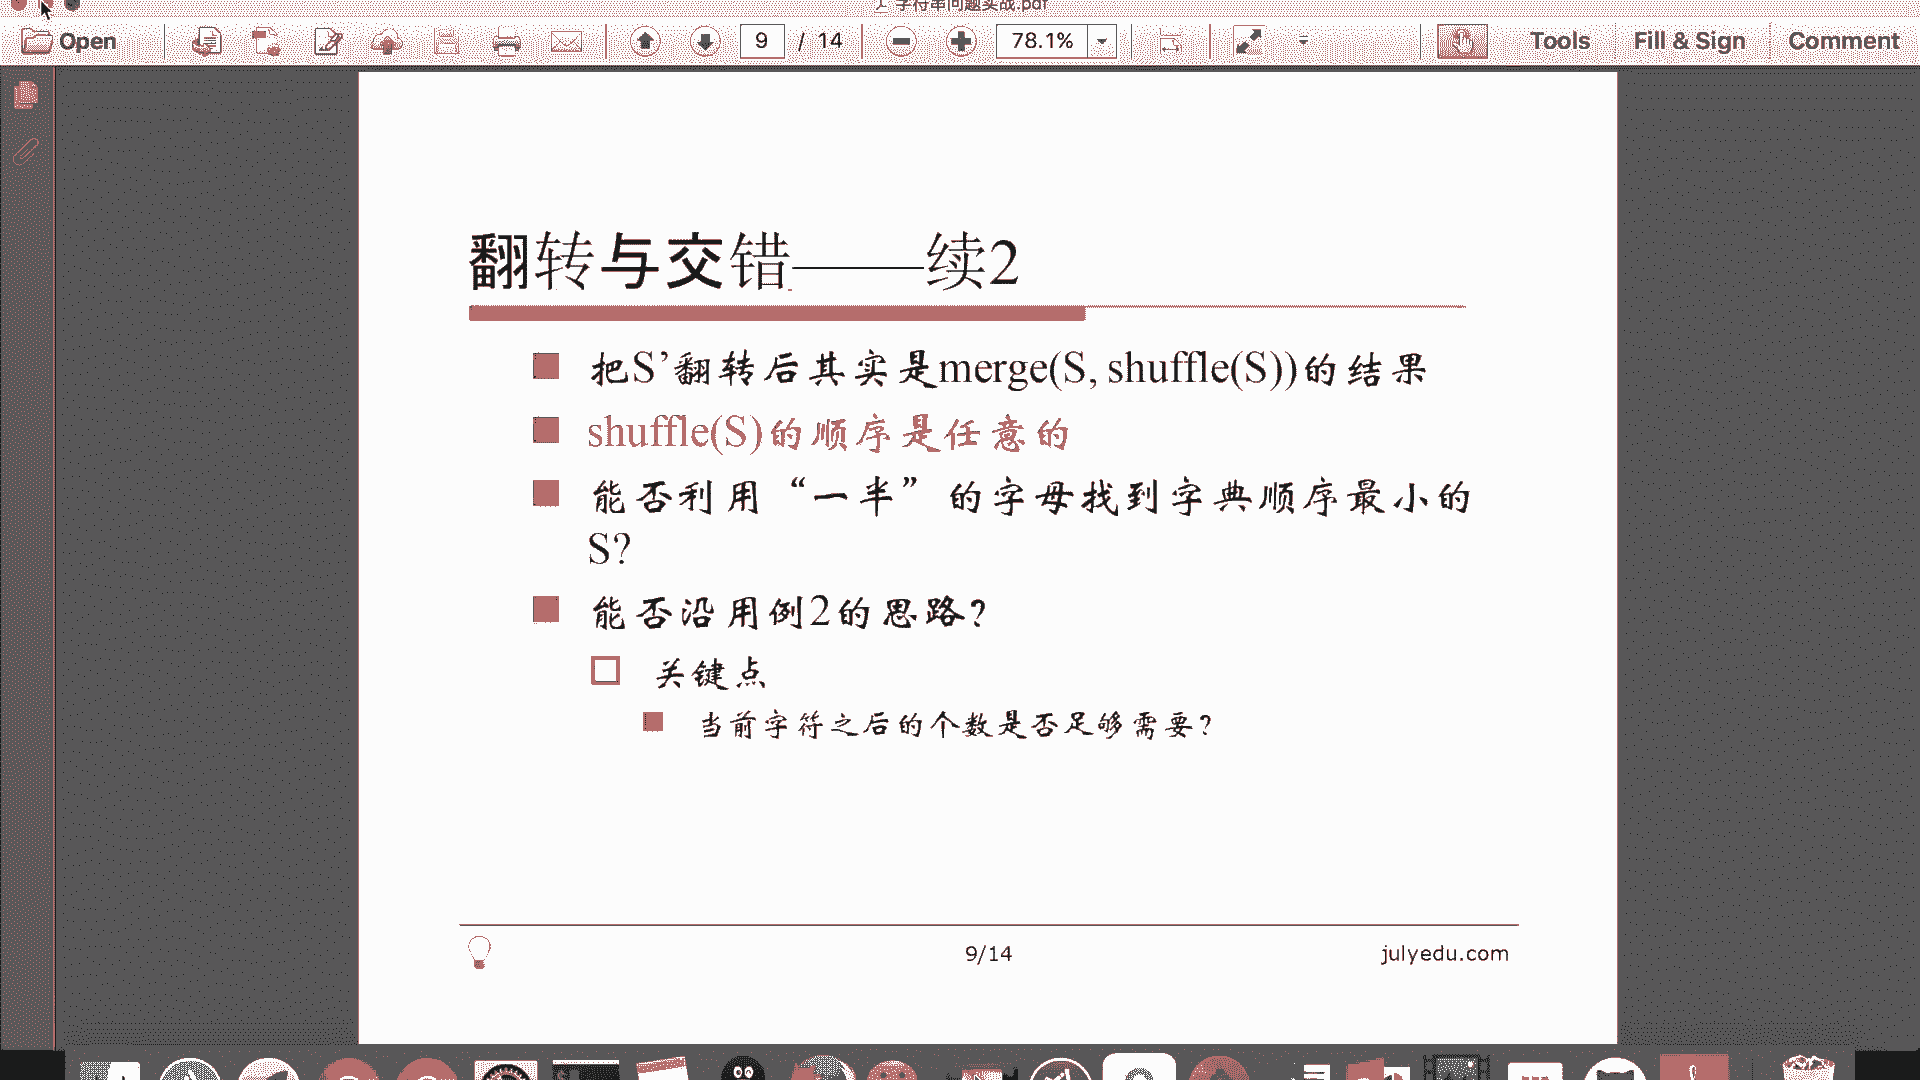 字符串问题实战.pdf
Open
9 / 14
78.1%
Tools
Fill & Sign
Comment
翻转与交错——续2
把S’翻转后其实是merge(S, shuffle(S))的结果
shuffle(S)的顺序是任意的
能否利用“一半”的字母找到字典顺序最小的
S?
能否沿用例2的思路?
关键点
当前字符之后的个数是否足够需要?
9/14
julyedu.com